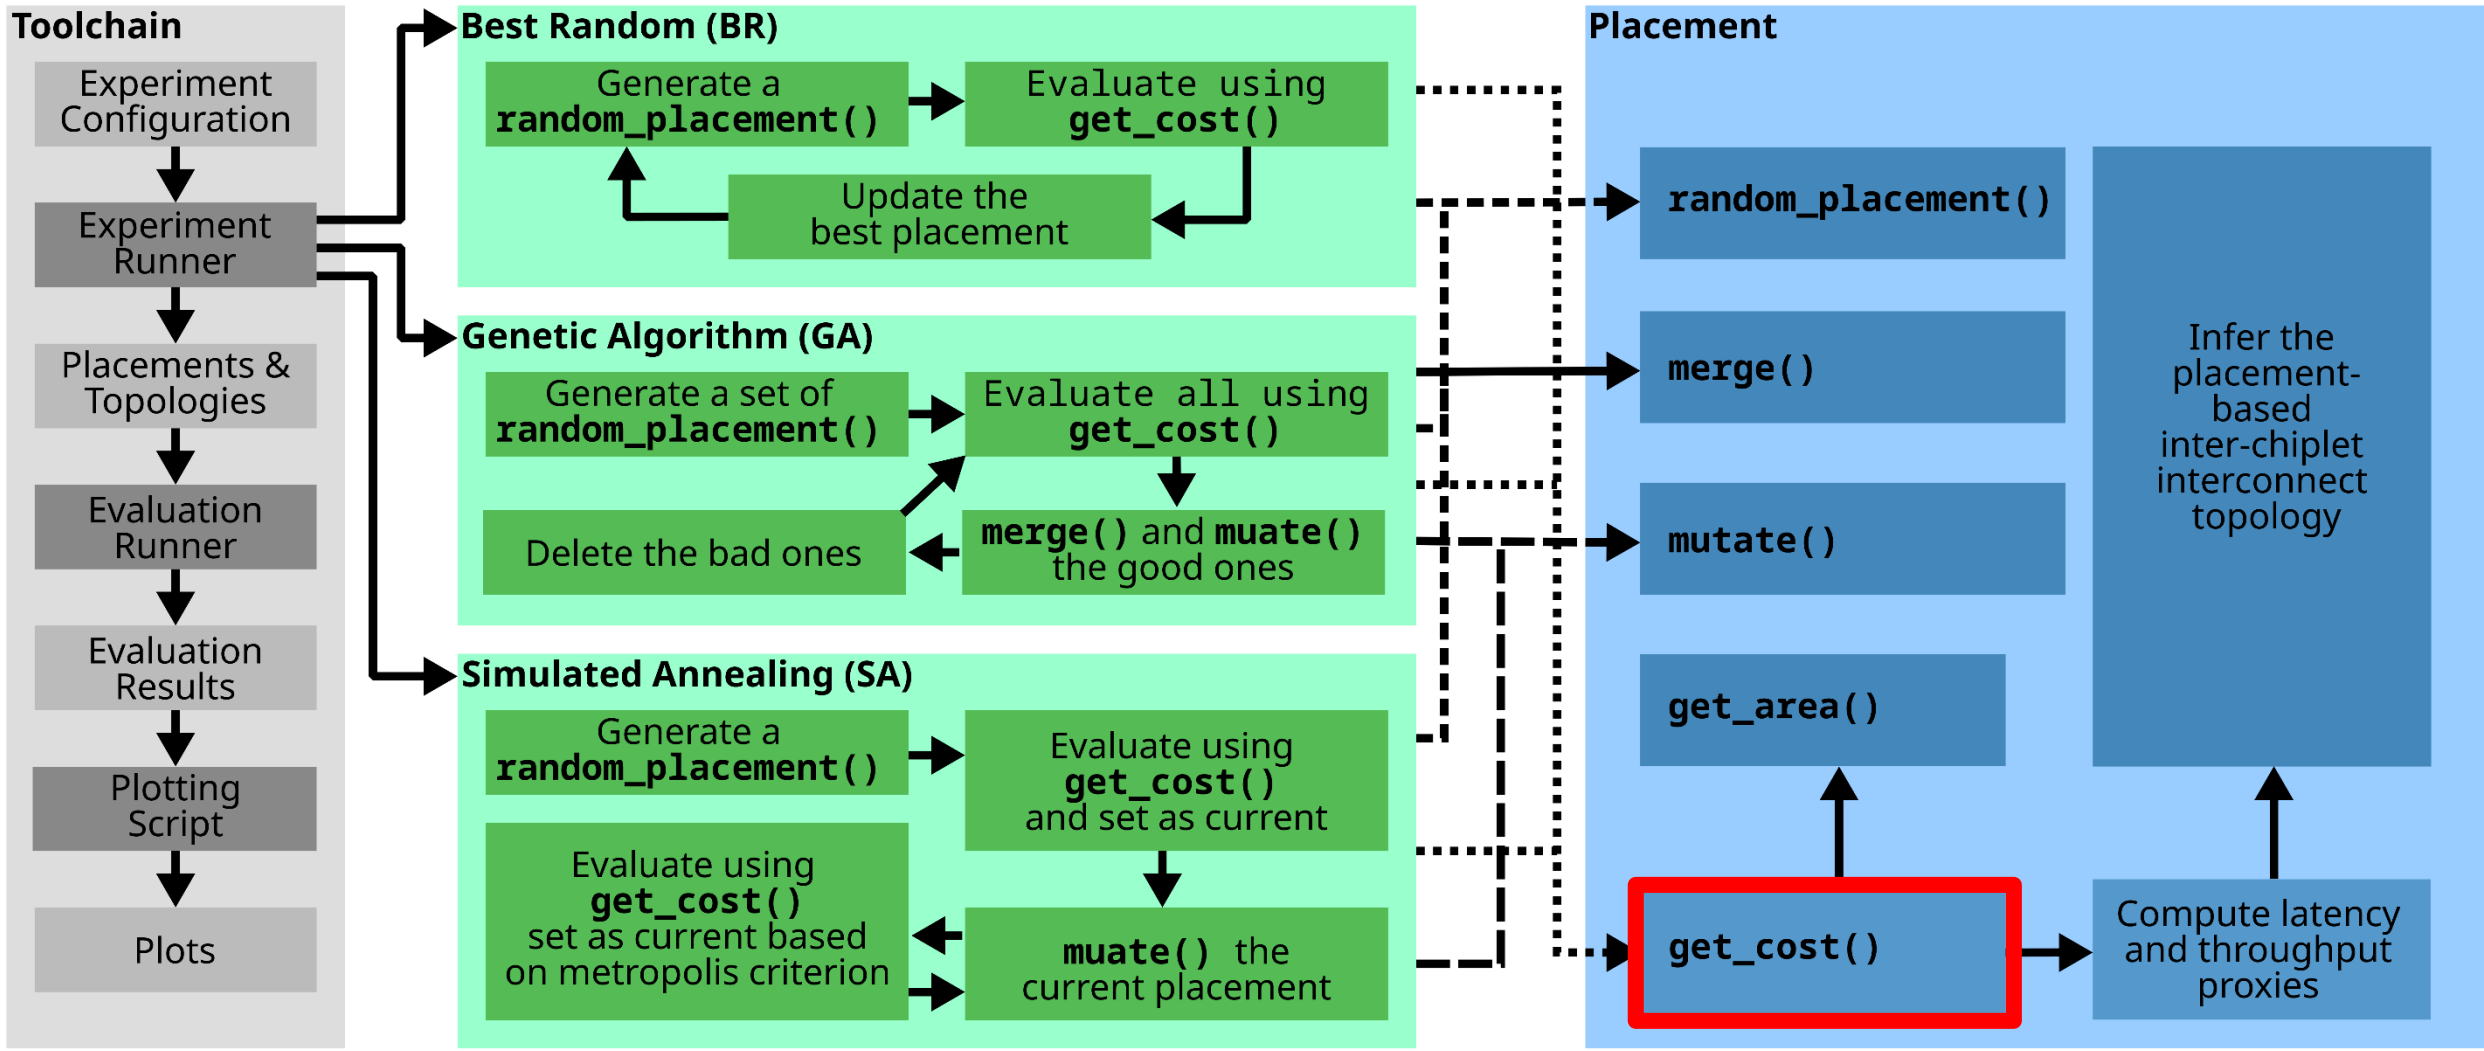 Toolchain
Experiment
Configuration
Experiment
Runner
Placements &
Topologies
Evaluation
Runner
Evaluation
Results
Plotting
Script
Plots
Best Random (BR)
Generate a
random_placement()
Evaluate using
get_cost()
Update the
best placement
Genetic Algorithm (GA)
Generate a set of
random_placement()
Evaluate all using
get_cost()
Delete the bad ones
merge() and muate()
the good ones
Simulated Annealing (SA)
Generate a
random_placement()
Evaluate using
get_cost()
and set as current
Evaluate using
get_cost()
set as current based
on metropolis criterion
muate() the
current placement
Placement
random_placement()
merge()
mutate()
get_area()
get_cost()
Infer the
placement-
based
inter-chiplet
interconnect
topology
Compute latency
and throughput
proxies